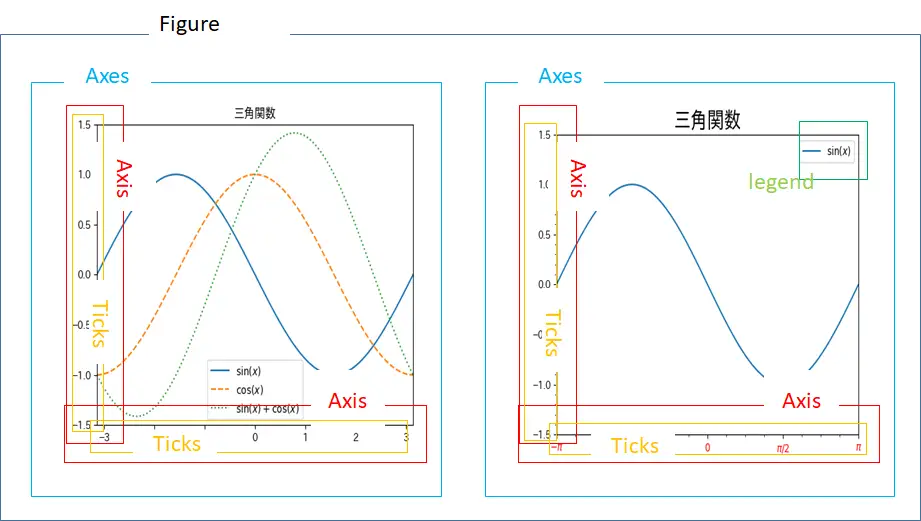 Figure
Axes
三角関数
1.5
1.0
0.5
0.0
−0.5
−1.0
−1.5
Axis
Ticks
sin(x)
cos(x)
sin(x) + cos(x)
Axis
−3
0
1
2
3
Ticks
Axes
三角関数
1.5
1.0
0.5
0.0
−1.0
−1.5
Axis
Ticks
sin(x)
legend
Axis
−π
0
π/2
π
Ticks